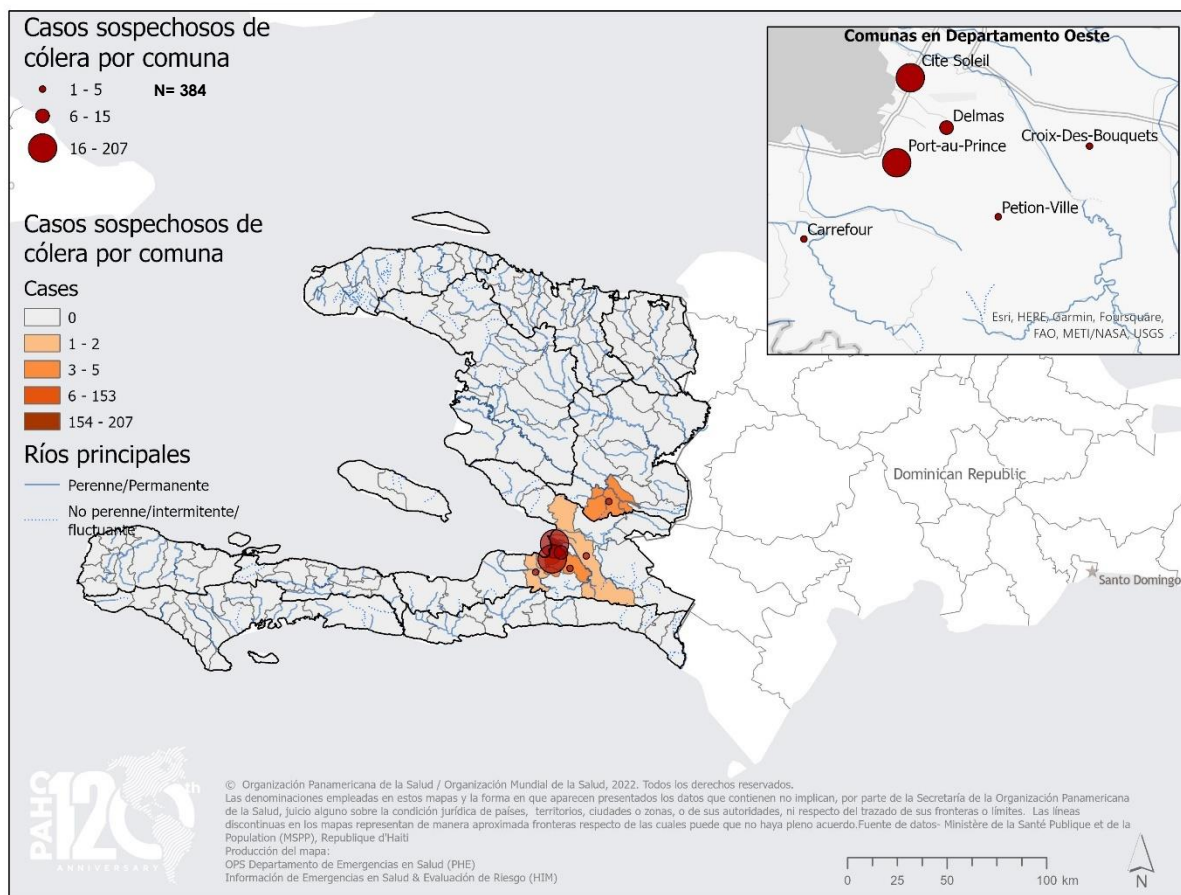 Casos sospechosos de
cólera por comuna
1 - 5
N= 384
6 - 15
16 - 207
Casos sospechosos de
cólera por comuna
Cases
0
1 - 2
3 - 5
6 - 153
154 - 207
Ríos principales
Perenne/Permanente
No perenne/intermitente/
fluctuante
Comunas en Departamento Oeste
Cite Soleil
Delmas
Croix-Des-Bouquets
Port-au-Prince
Petion-Ville
Carrefour
Esri, HERE, Garmin, Foursquare,
FAO, METI/NASA, USGS
Dominican Republic
Santo Domingo
PAHO
120th
ANNIVERSARY
© Organización Panamericana de la Salud / Organización Mundial de la Salud, 2022. Todos los derechos reservados.
Las denominaciones empleadas en estos mapas y la forma en que aparecen presentados los datos que contienen no implican, por parte de la Secretaría de la Organización Panamericana
de la Salud, juicio alguno sobre la condición jurídica de países, territorios, ciudades o zonas, o de sus autoridades, ni respecto del trazado de sus fronteras o límites. Las líneas
discontinuas en los mapas representan de manera aproximada fronteras respecto de las cuales puede que no haya pleno acuerdo.Fuente de datos- Ministère de la Santé Publique et de la
Population (MSPP), Republique d'Haiti
Producción del mapa:
OPS Departamento de Emergencias en Salud (PHE)
Información de Emergencias en Salud & Evaluación de Riesgo (HIM)
0 25 50 100 km
N